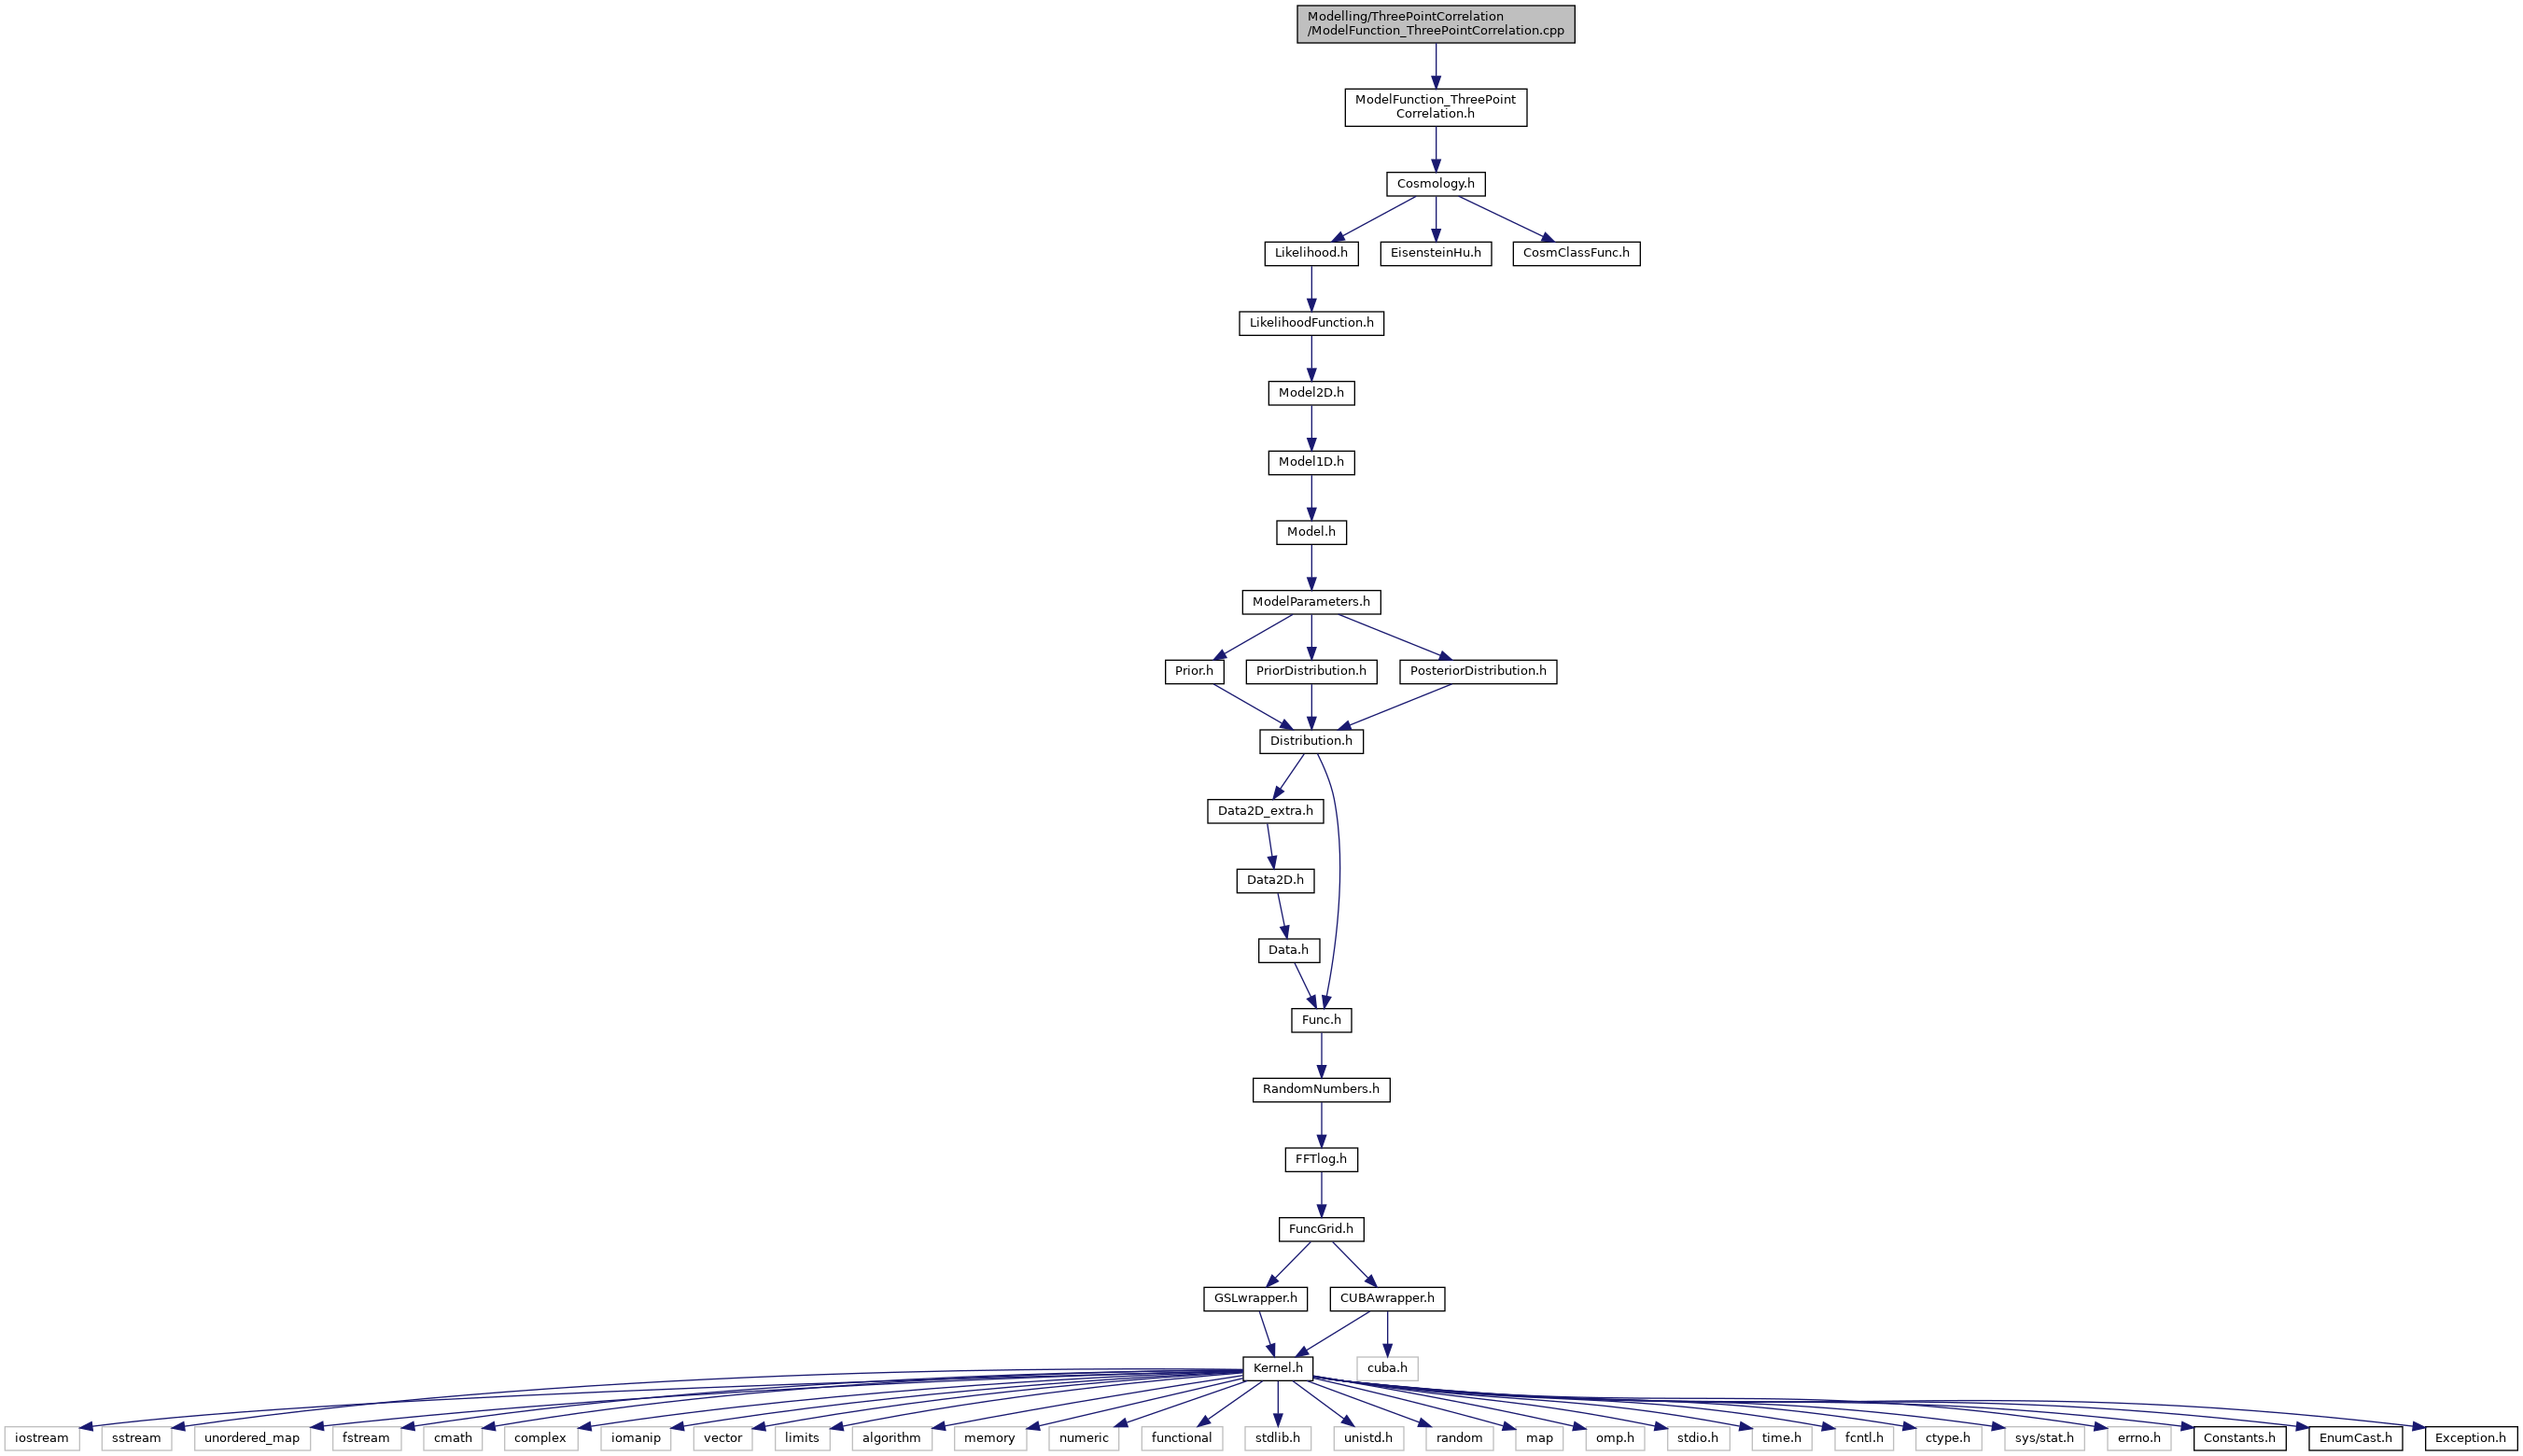 Modelling/ThreePointCorrelation
/ModelFunction_ThreePointCorrelation.cpp
ModelFunction_ThreePoint
Correlation.h
Cosmology.h
Likelihood.h
EisensteinHu.h
CosmClassFunc.h
LikelihoodFunction.h
Model2D.h
Model1D.h
Model.h
ModelParameters.h
Prior.h
PriorDistribution.h
PosteriorDistribution.h
Distribution.h
Data2D_extra.h
Data2D.h
Data.h
Func.h
RandomNumbers.h
FFTlog.h
FuncGrid.h
GSLwrapper.h
CUBAwrapper.h
Kernel.h
cuba.h
iostream
sstream
unordered_map
fstream
cmath
complex
iomanip
vector
limits
algorithm
memory
numeric
functional
stdlib.h
unistd.h
random
map
omp.h
stdio.h
time.h
fcntl.h
ctype.h
sys/stat.h
errno.h
Constants.h
EnumCast.h
Exception.h